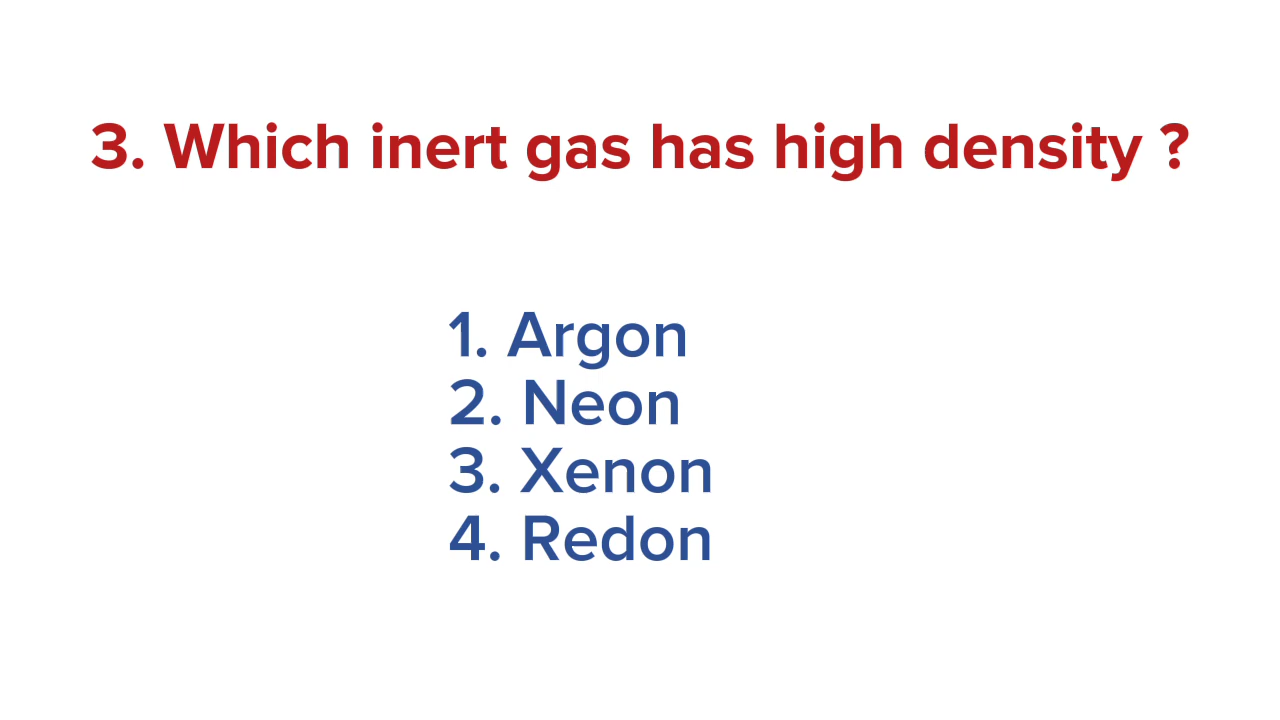 3. Which inert gas has high density ?
1. Argon
2. Neon
3. Xenon
4. Redon